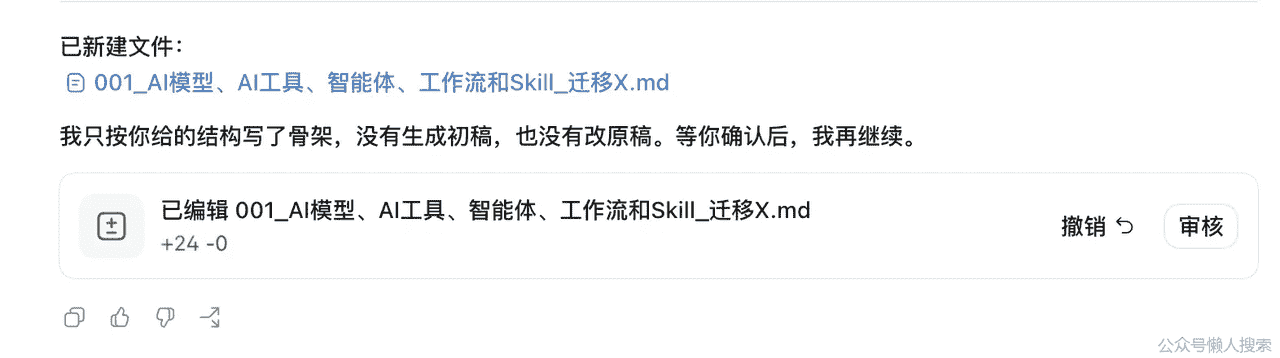 已新建文件：
001_AI模型、AI工具、智能体、工作流和Skill_迁移X.md
我只按你给的结构写了骨架，没有生成初稿，也没有改原稿。等你确认后，我再继续。
已编辑 001_AI模型、AI工具、智能体、工作流和Skill_迁移X.md
+24 -0
撤销
审核
公众号懒人搜索